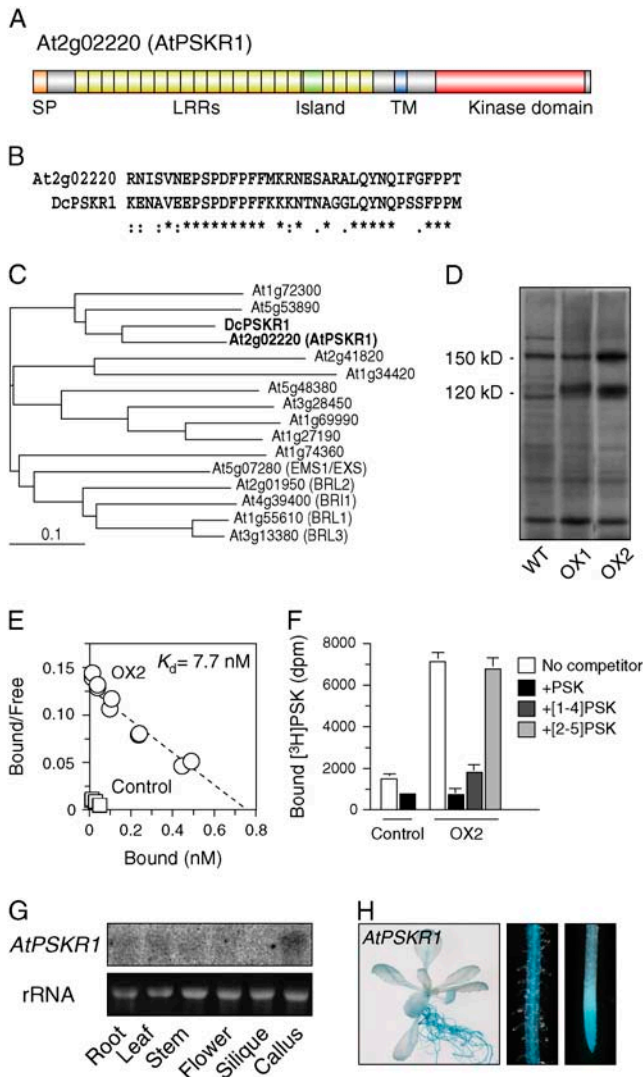 A
At2g02220 (AtPSKR1)
SP LRRs Island TM Kinase domain
B
At2g02220 RNISVNEPSPDFPFFMKRNESARALQYNQIFGFPPT
DcPSKR1 KENAVEEPSPDFPFFKKKNTNAGGLQYNQPSSFPPM
:: :.*:********* *:* .* .***** .***
C
At1g72300
At5g53890
DcPSKR1
At2g02220 (AtPSKR1)
At2g41820
At1g34420
At5g48380
At3g28450
At1g69990
At1g27190
At1g74360
At5g07280 (EMS1/EXS)
At2g01950 (BRL2)
At4g39400 (BRI1)
At1g55610 (BRL1)
At3g13380 (BRL3)
0.1
D
150 kD -
120 kD -
WT OX1 OX2
E
Kd= 7.7 nM
OX2
Control
Bound/Free
0.15
0.10
0.05
0
0 0.2 0.4 0.6 0.8
Bound (nM)
F
Bound [3H]PSK (dpm)
8000
6000
4000
2000
0
Control OX2
No competitor
+PSK
+[1-4]PSK
+[2-5]PSK
G
AtPSKR1
rRNA
Root Leaf Stem Flower Silique Callus
H
AtPSKR1